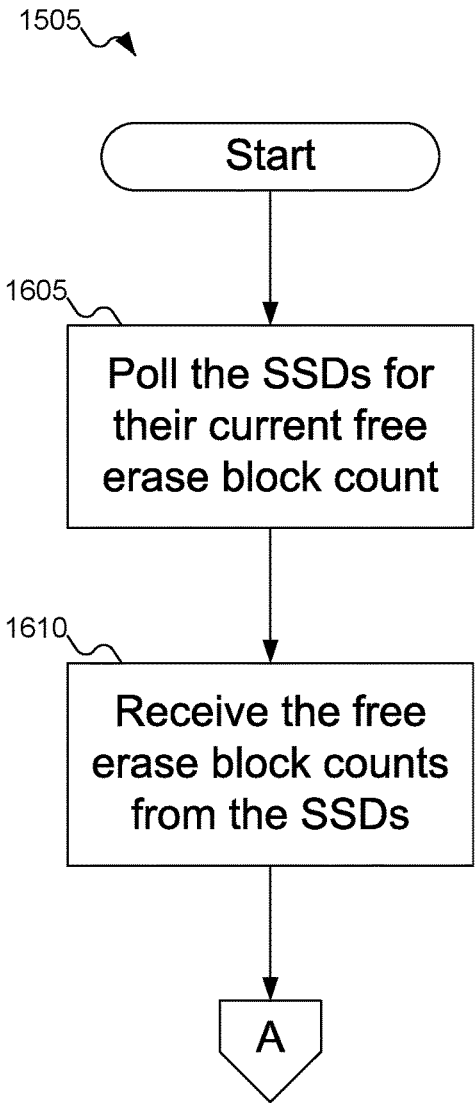 1505
Start
1605
Poll the SSDs for
their current free
erase block count
1610
Receive the free
erase block counts
from the SSDs
A